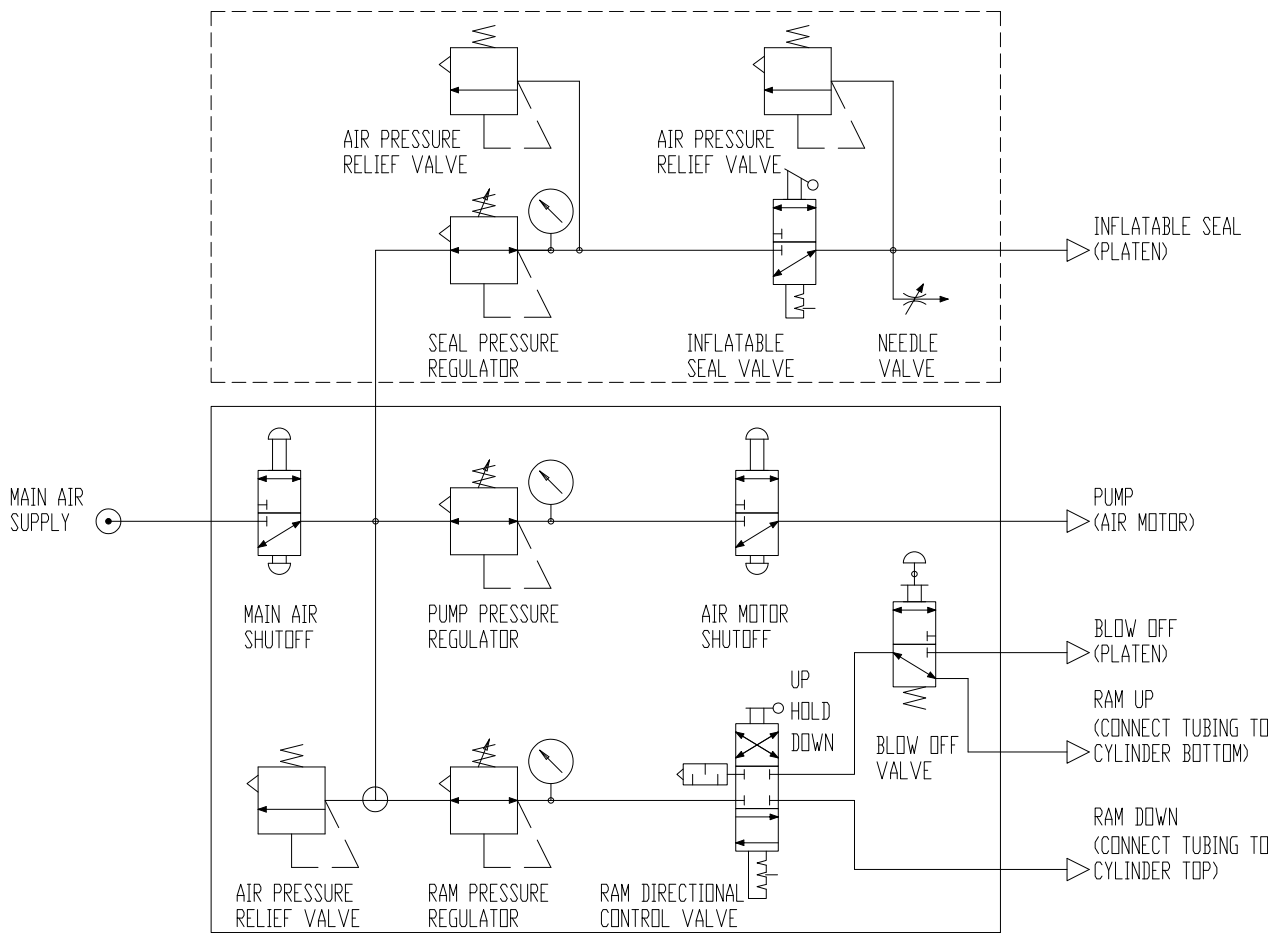 AIR PRESSURE
RELIEF VALVE
AIR PRESSURE
RELIEF VALVE
INFLATABLE SEAL
(PLATEN)
SEAL PRESSURE
REGULATOR
INFLATABLE
SEAL VALVE
NEEDLE
VALVE
MAIN AIR
SUPPLY
PUMP
(AIR MOTOR)
MAIN AIR
SHUTOFF
PUMP PRESSURE
REGULATOR
AIR MOTOR
SHUTOFF
BLOW OFF
(PLATEN)
UP
HOLD
DOWN
BLOW OFF
VALVE
RAM UP
(CONNECT TUBING TO
CYLINDER BOTTOM)
RAM DOWN
(CONNECT TUBING TO
CYLINDER TOP)
AIR PRESSURE
RELIEF VALVE
RAM PRESSURE
REGULATOR
RAM DIRECTIONAL
CONTROL VALVE